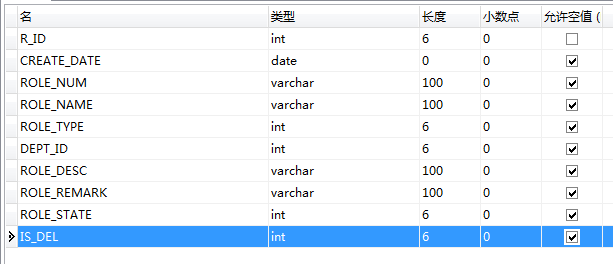 名 类型 长度 小数点 允许空值 (
R_ID int 6 0
CREATE_DATE date 0 0
ROLE_NUM varchar 100 0
ROLE_NAME varchar 100 0
ROLE_TYPE int 6 0
DEPT_ID int 6 0
ROLE_DESC varchar 100 0
ROLE_REMARK varchar 100 0
ROLE_STATE int 6 0
IS_DEL int 6 0